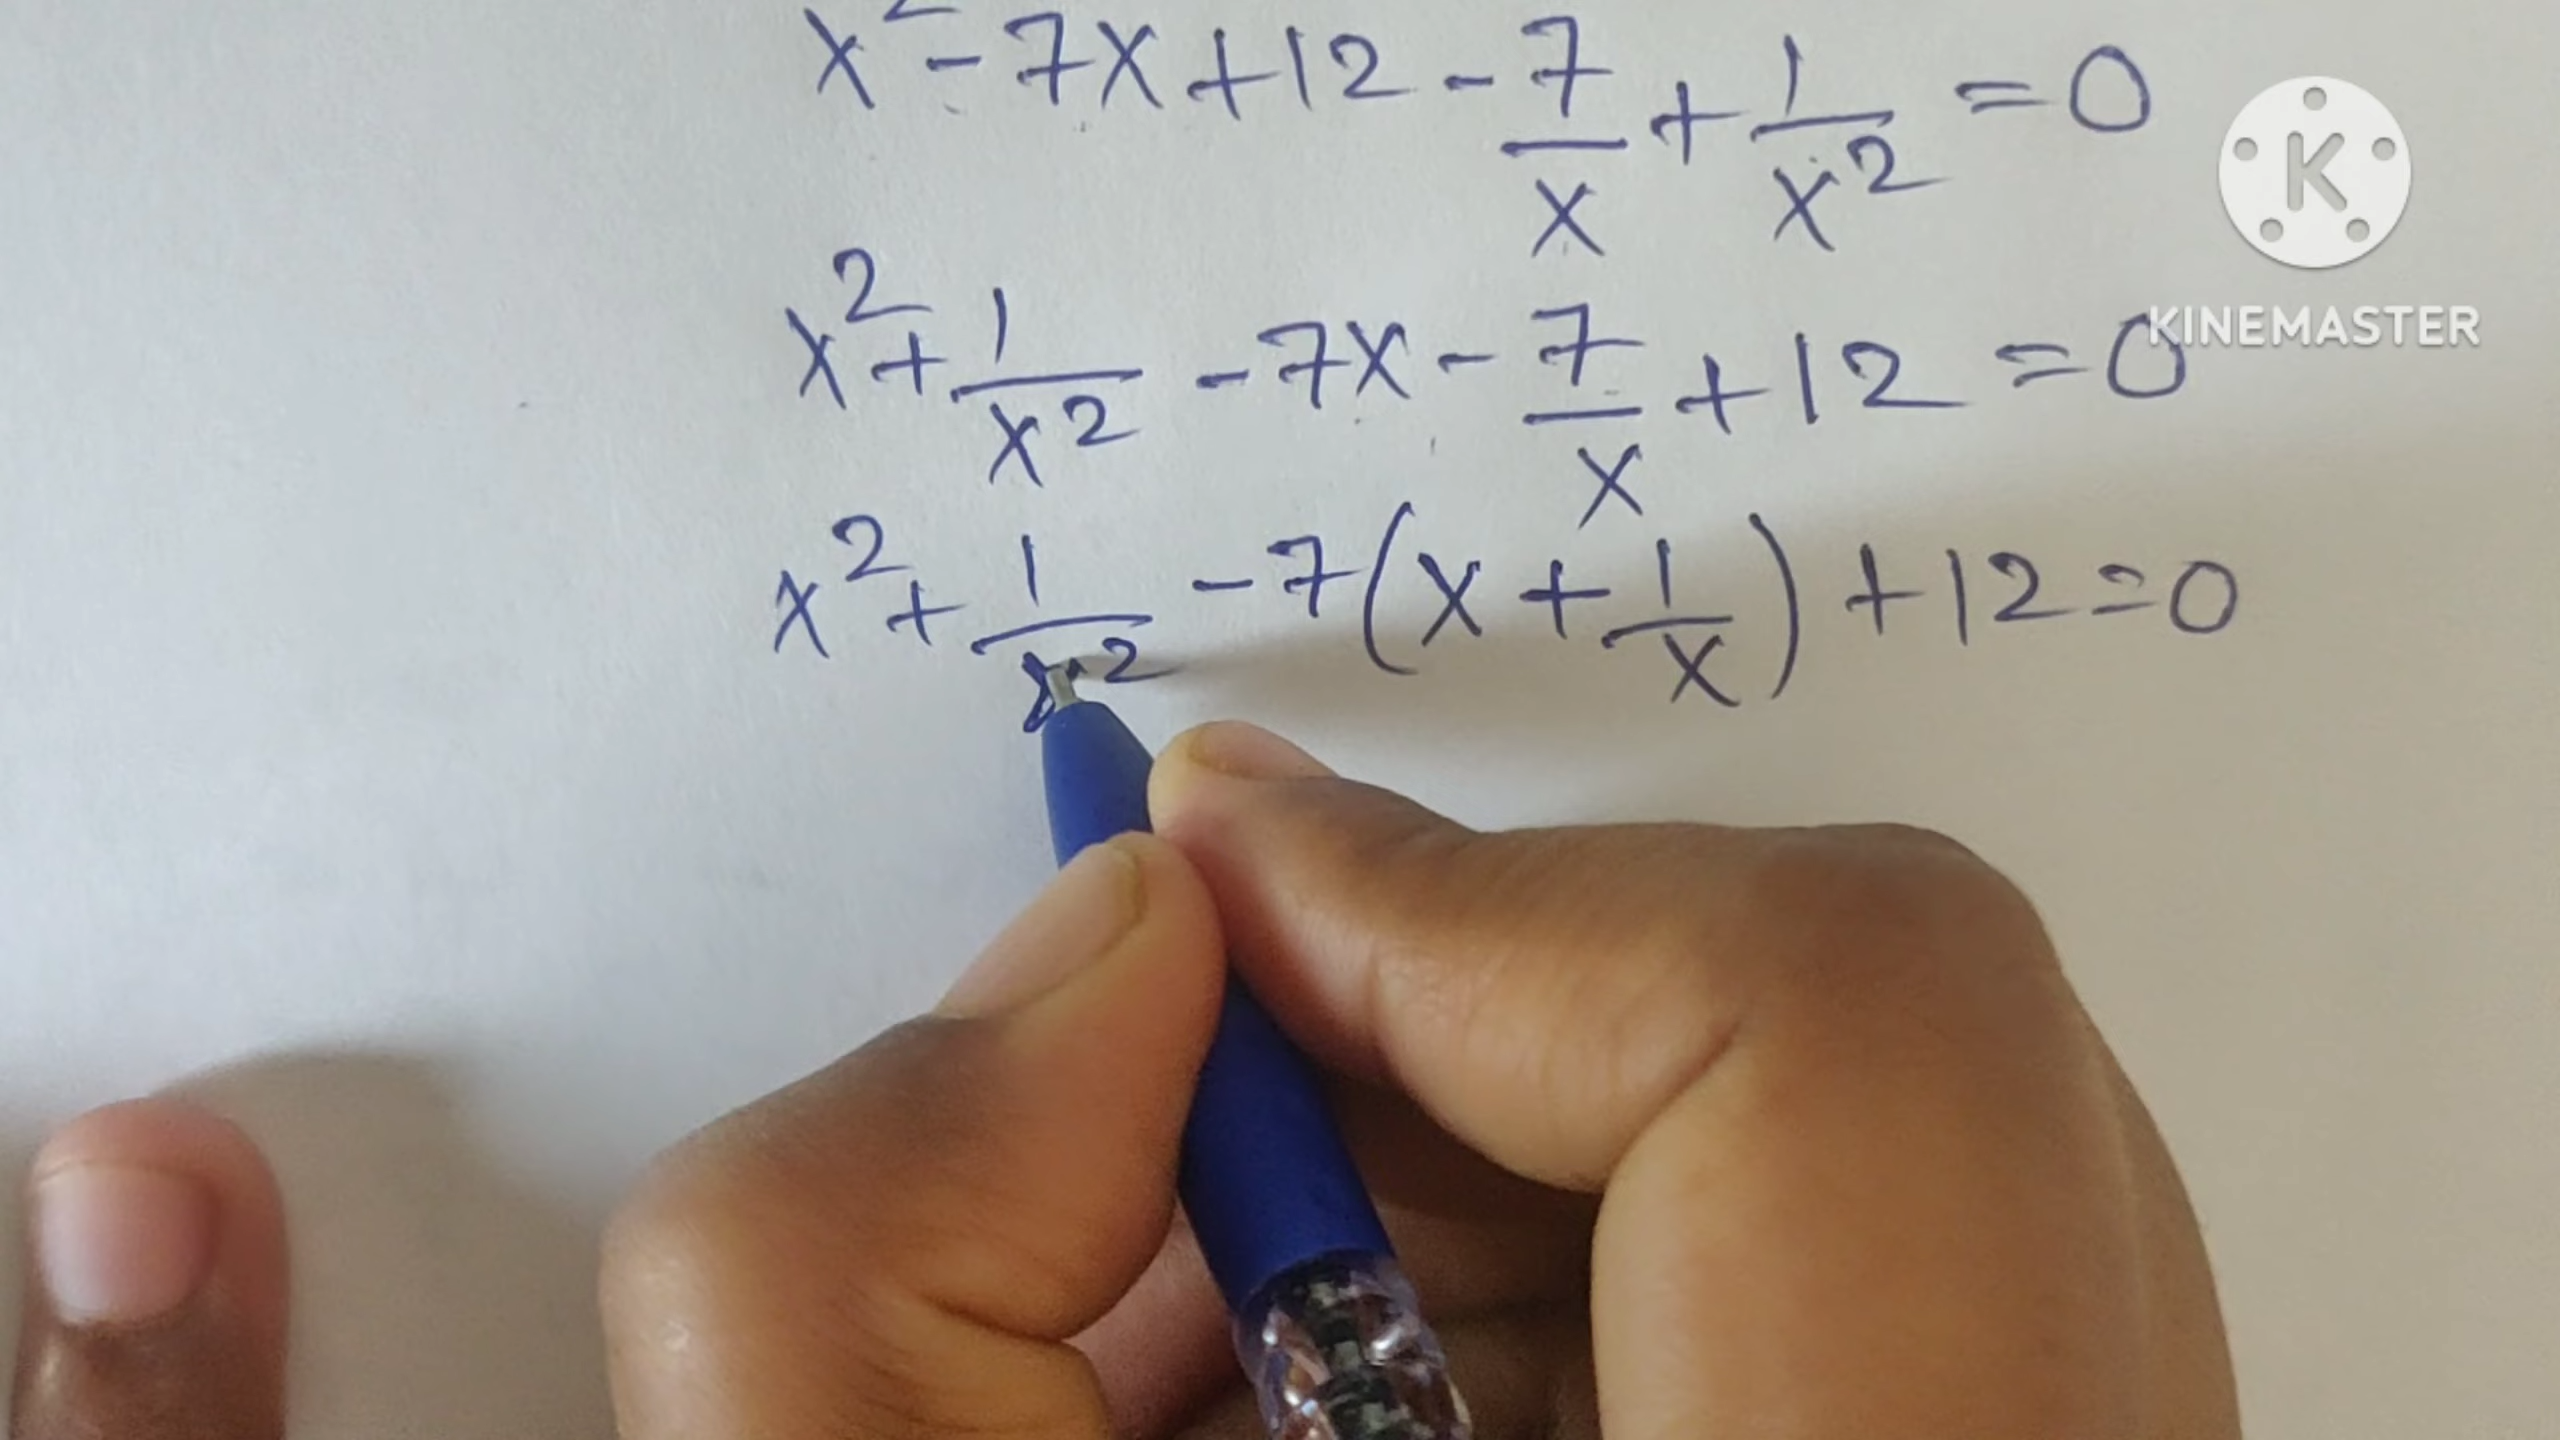 x² - 7x + 12 - 7/x + 1/x² = 0
KINEMASTER
x² + 1/x² - 7x - 7/x + 12 = 0
x² + 1/x² - 7(x + 1/x) + 12 = 0